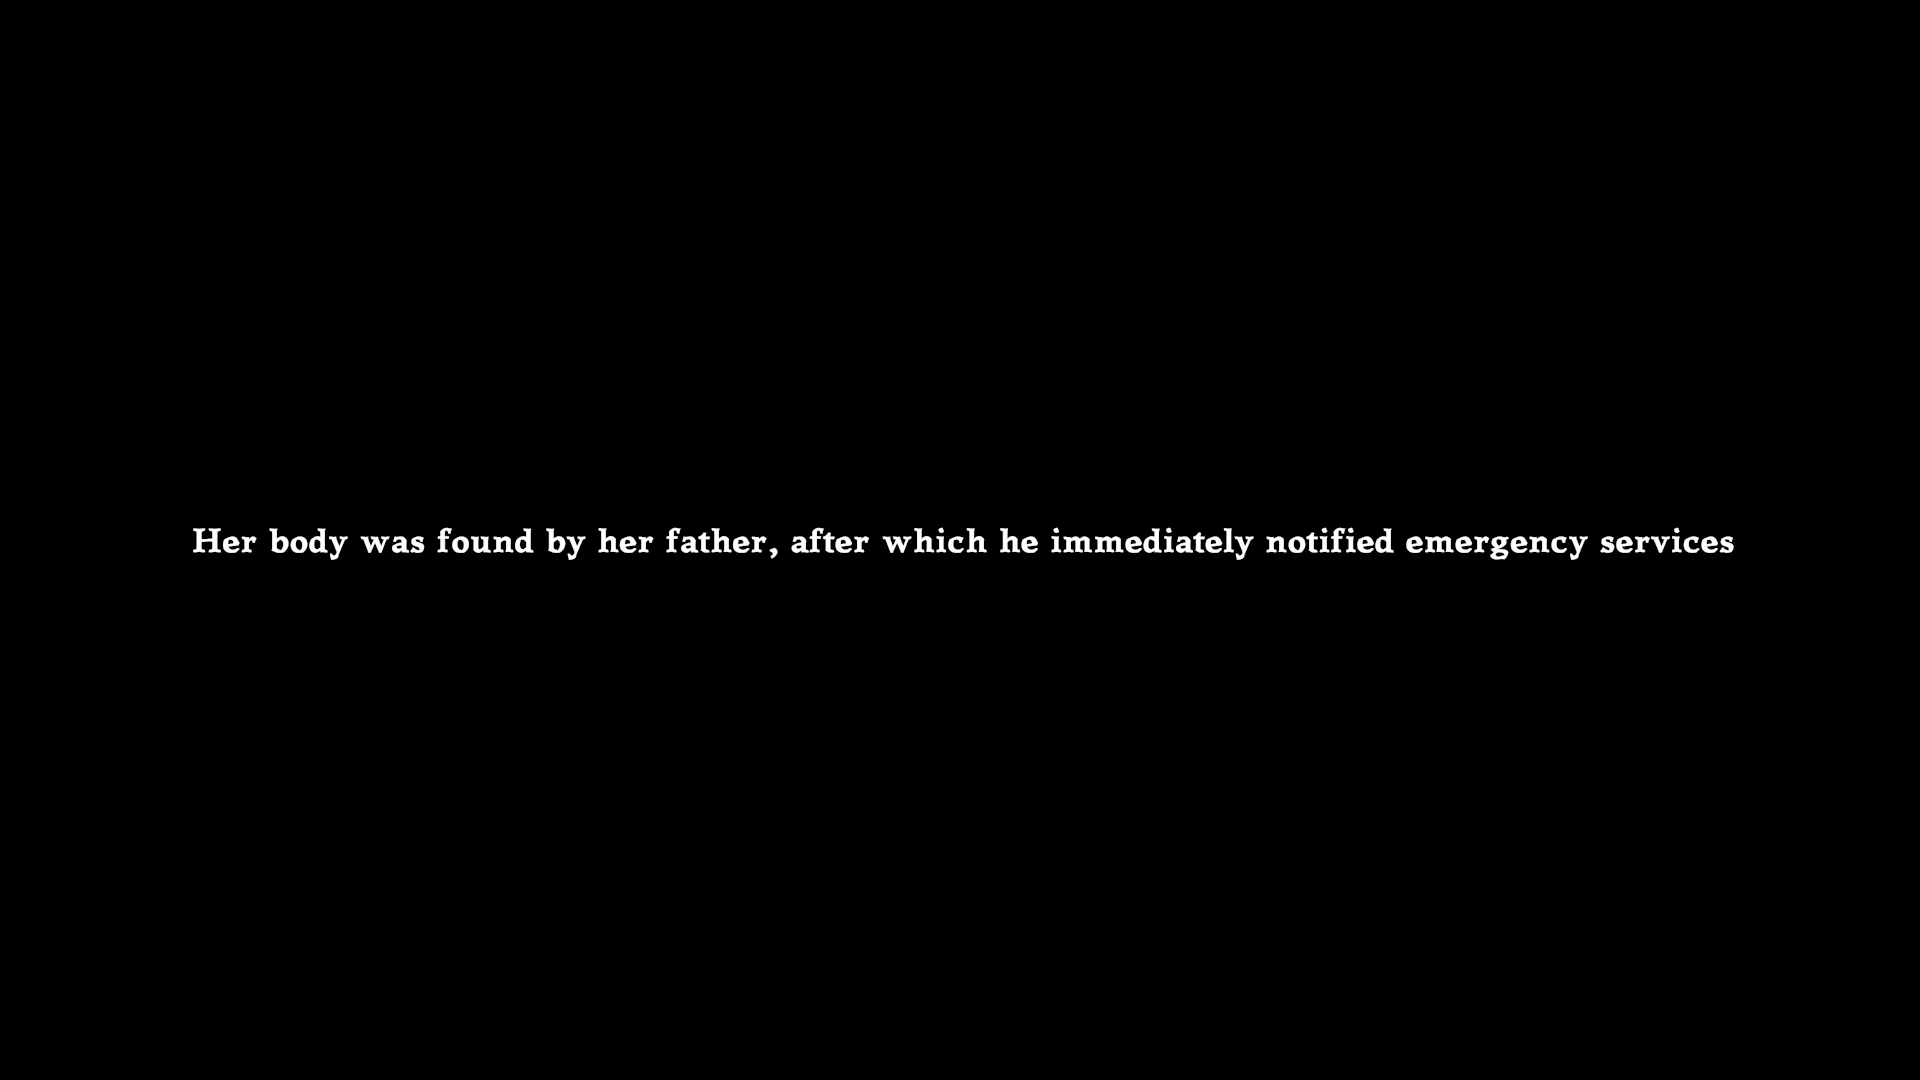 Her body was found by her father, after which he immediately notified emergency services